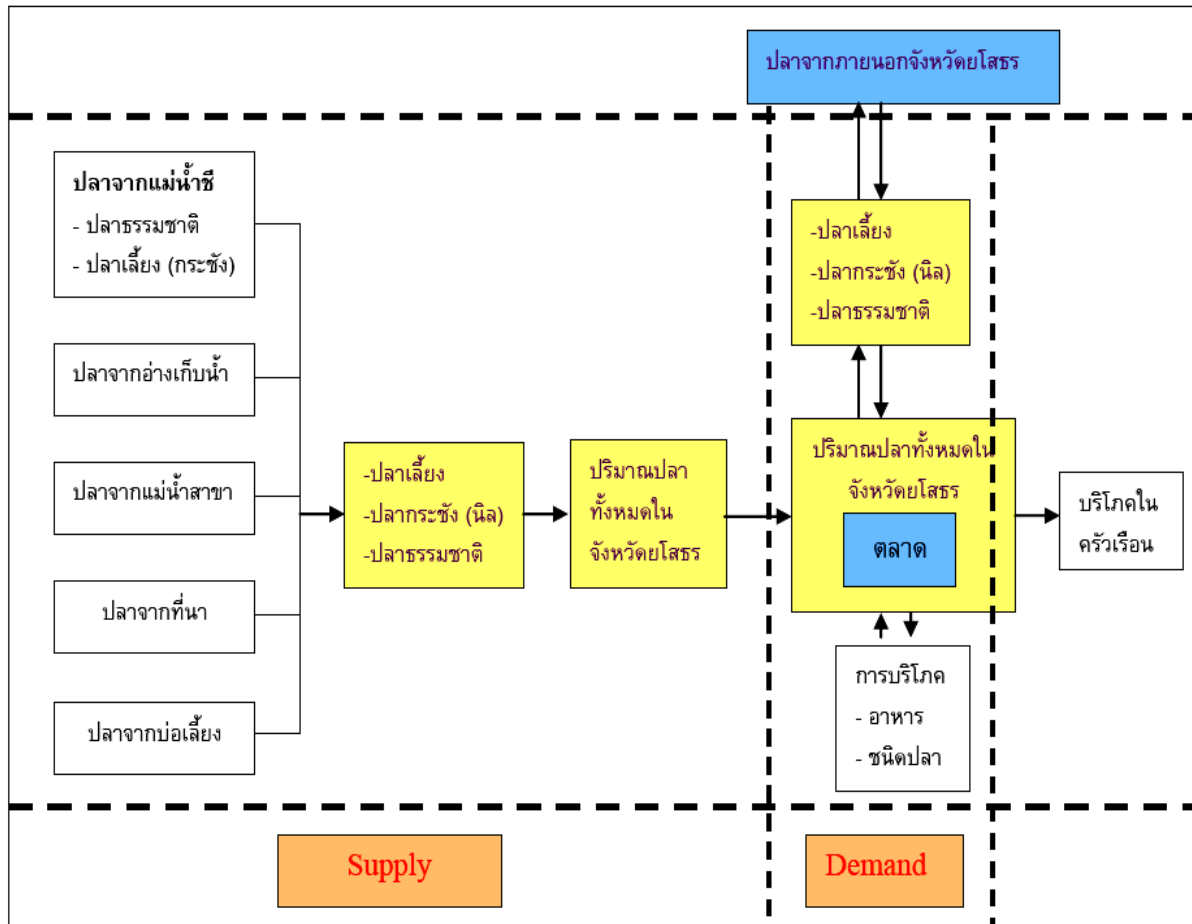 ปลาจากภายนอกจังหวัดยโสธร
ปลาจากแม่น้ำชี
- ปลาธรรมชาติ
- ปลาเลี้ยง (กระชัง)
ปลาจากอ่างเก็บน้ำ
ปลาจากแม่น้ำสาขา
ปลาจากที่นา
ปลาจากบ่อเลี้ยง
-ปลาเลี้ยง
-ปลากระชัง (นิล)
-ปลาธรรมชาติ
ปริมาณปลา
ทั้งหมดใน
จังหวัดยโสธร
-ปลาเลี้ยง
-ปลากระชัง (นิล)
-ปลาธรรมชาติ
ปริมาณปลาทั้งหมดใน
จังหวัดยโสธร
ตลาด
การบริโภค
- อาหาร
- ชนิดปลา
บริโภคใน
ครัวเรือน
Supply
Demand